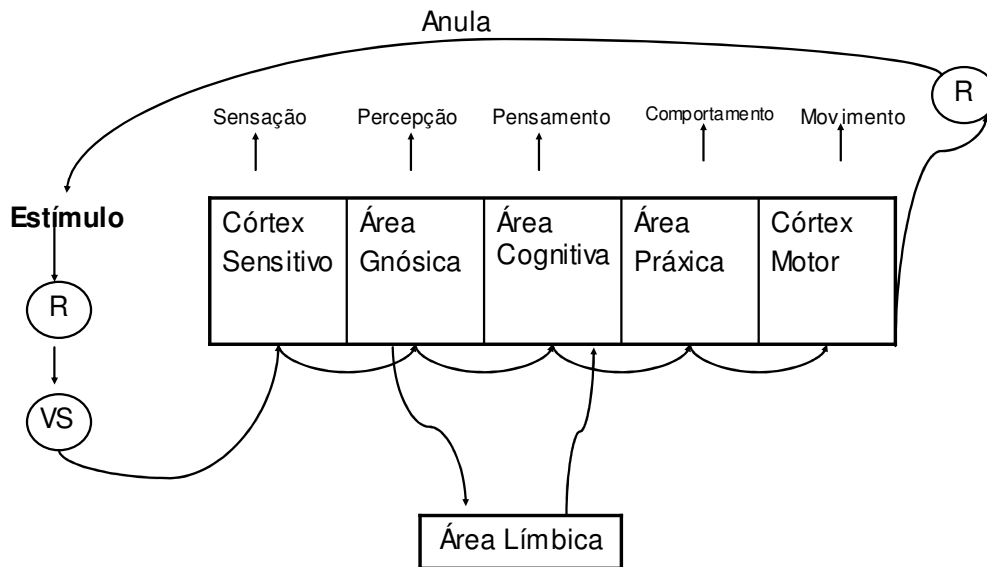 Anula
R
Sensação
Percepção
Pensamento
Comportamento
Movimento
Estímulo
Córtex
Sensitivo
Área
Gnósica
Área
Cognitiva
Área
Práxica
Córtex
Motor
R
VS
Área Límbica